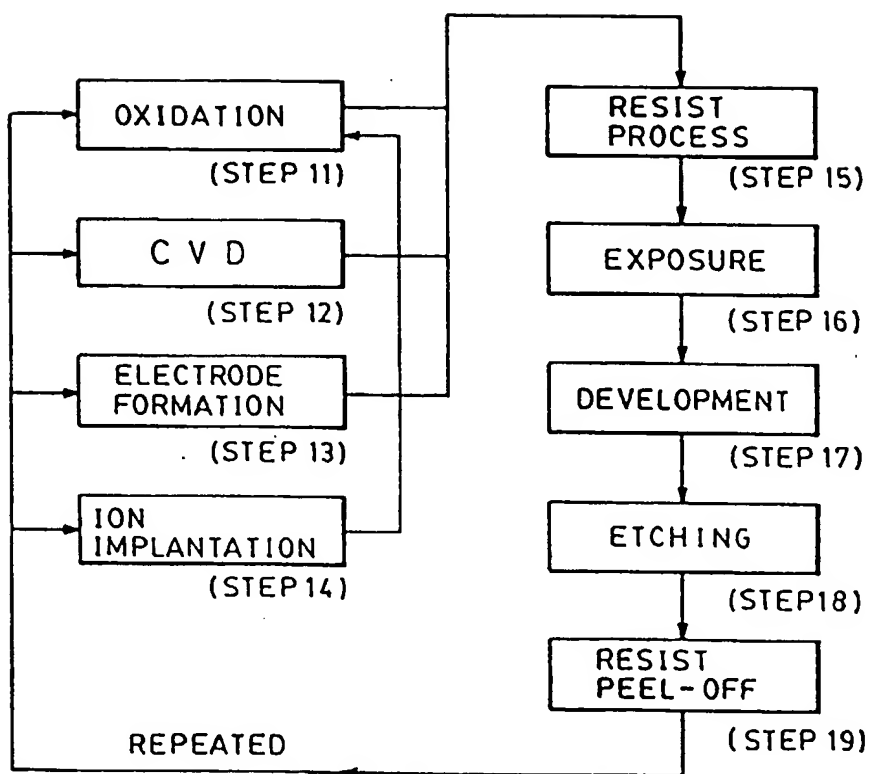 OXIDATION
(STEP 11)
C V D
(STEP 12)
ELECTRODE
FORMATION
(STEP 13)
ION
IMPLANTATION
(STEP 14)
REPEATED
RESIST
PROCESS
(STEP 15)
EXPOSURE
(STEP 16)
DEVELOPMENT
(STEP 17)
ETCHING
(STEP18)
RESIST
PEEL-OFF
(STEP 19)